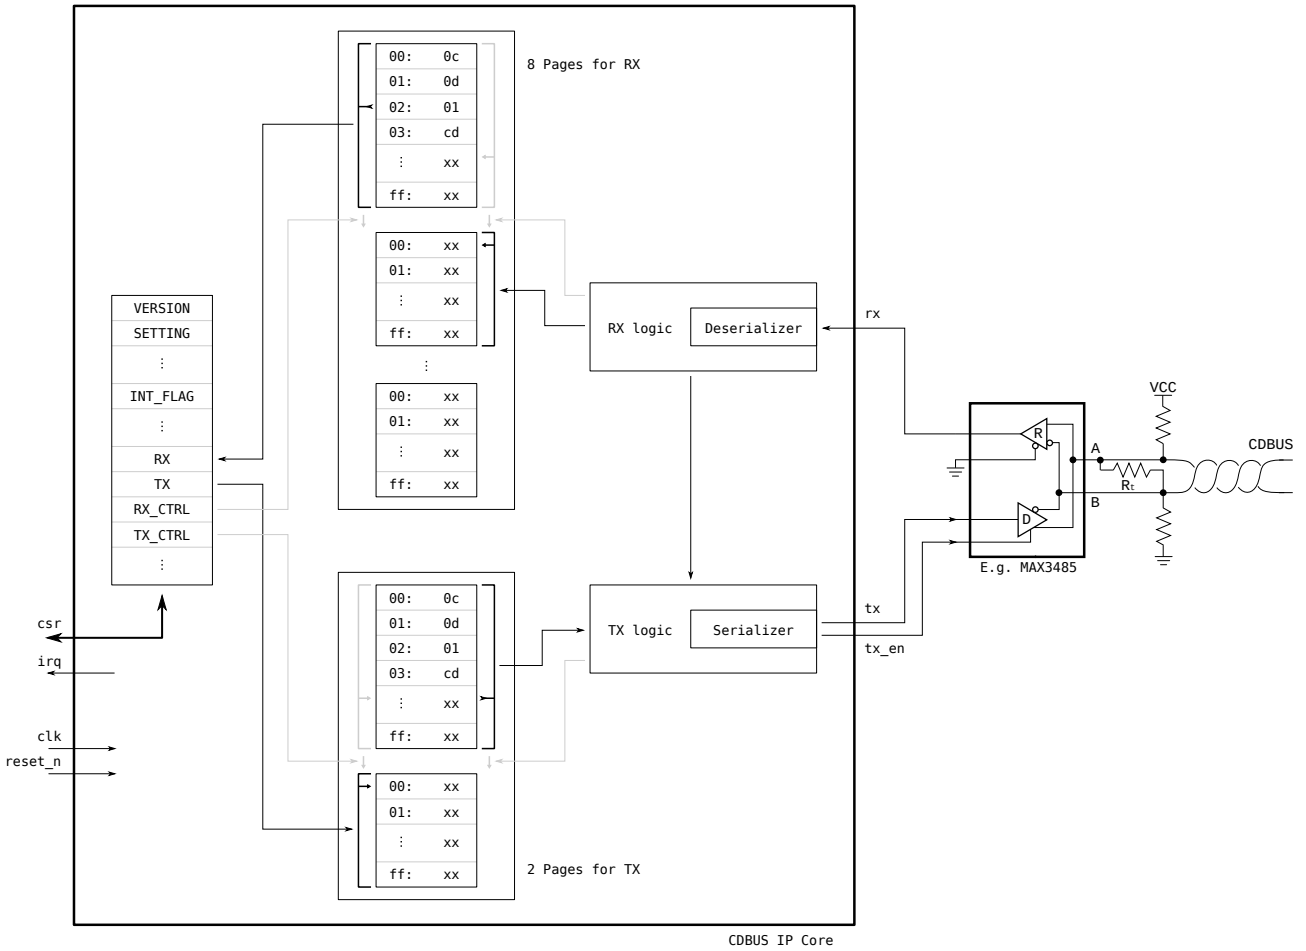 8 Pages for RX
00: 0c
01: 0d
02: 01
03: cd
⋮ xx
ff: xx
00: xx
01: xx
⋮ xx
ff: xx
⋮
00: xx
01: xx
⋮ xx
ff: xx
VERSION
SETTING
⋮
INT_FLAG
⋮
RX
TX
RX_CTRL
TX_CTRL
⋮
RX logic
Deserializer
rx
VCC
CDBUS
R
A
Rt
B
D
E.g. MAX3485
00: 0c
01: 0d
02: 01
03: cd
⋮ xx
ff: xx
00: xx
01: xx
⋮ xx
ff: xx
2 Pages for TX
TX logic
Serializer
tx
tx_en
csr
irq
clk
reset_n
CDBUS IP Core